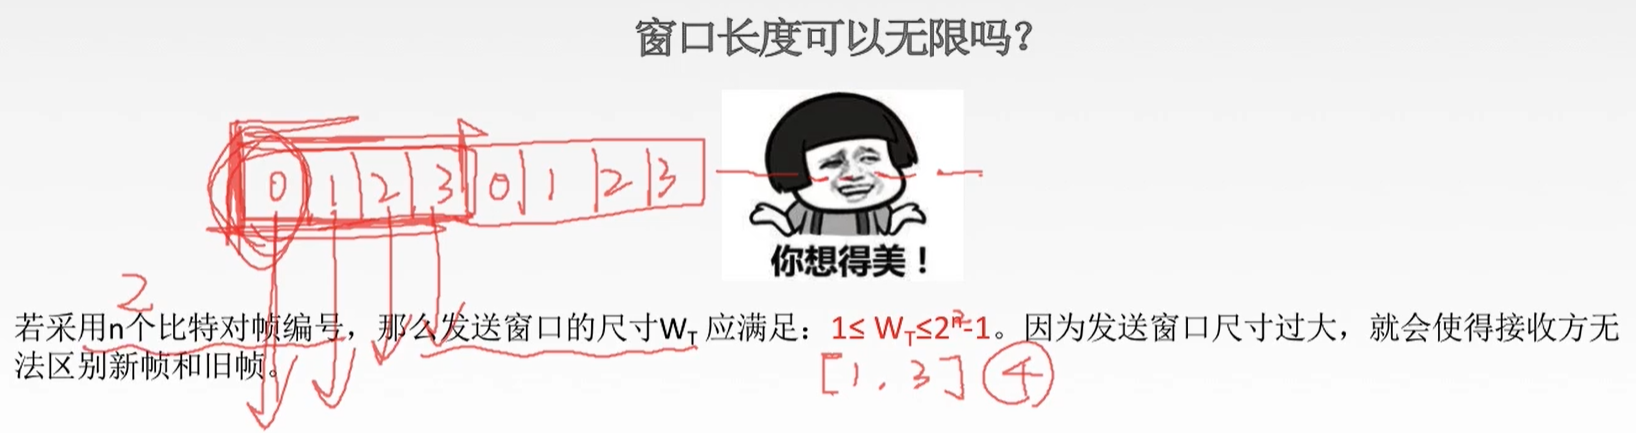 窗口长度可以无限吗？
0 1 2 3 0 1 2 3
你想得美！
2
若采用n个比特对帧编号，那么发送窗口的尺寸W_T 应满足：1≤ W_T≤2^n-1。因为发送窗口尺寸过大，就会使得接收方无
法区别新帧和旧帧。
[1，3] 4